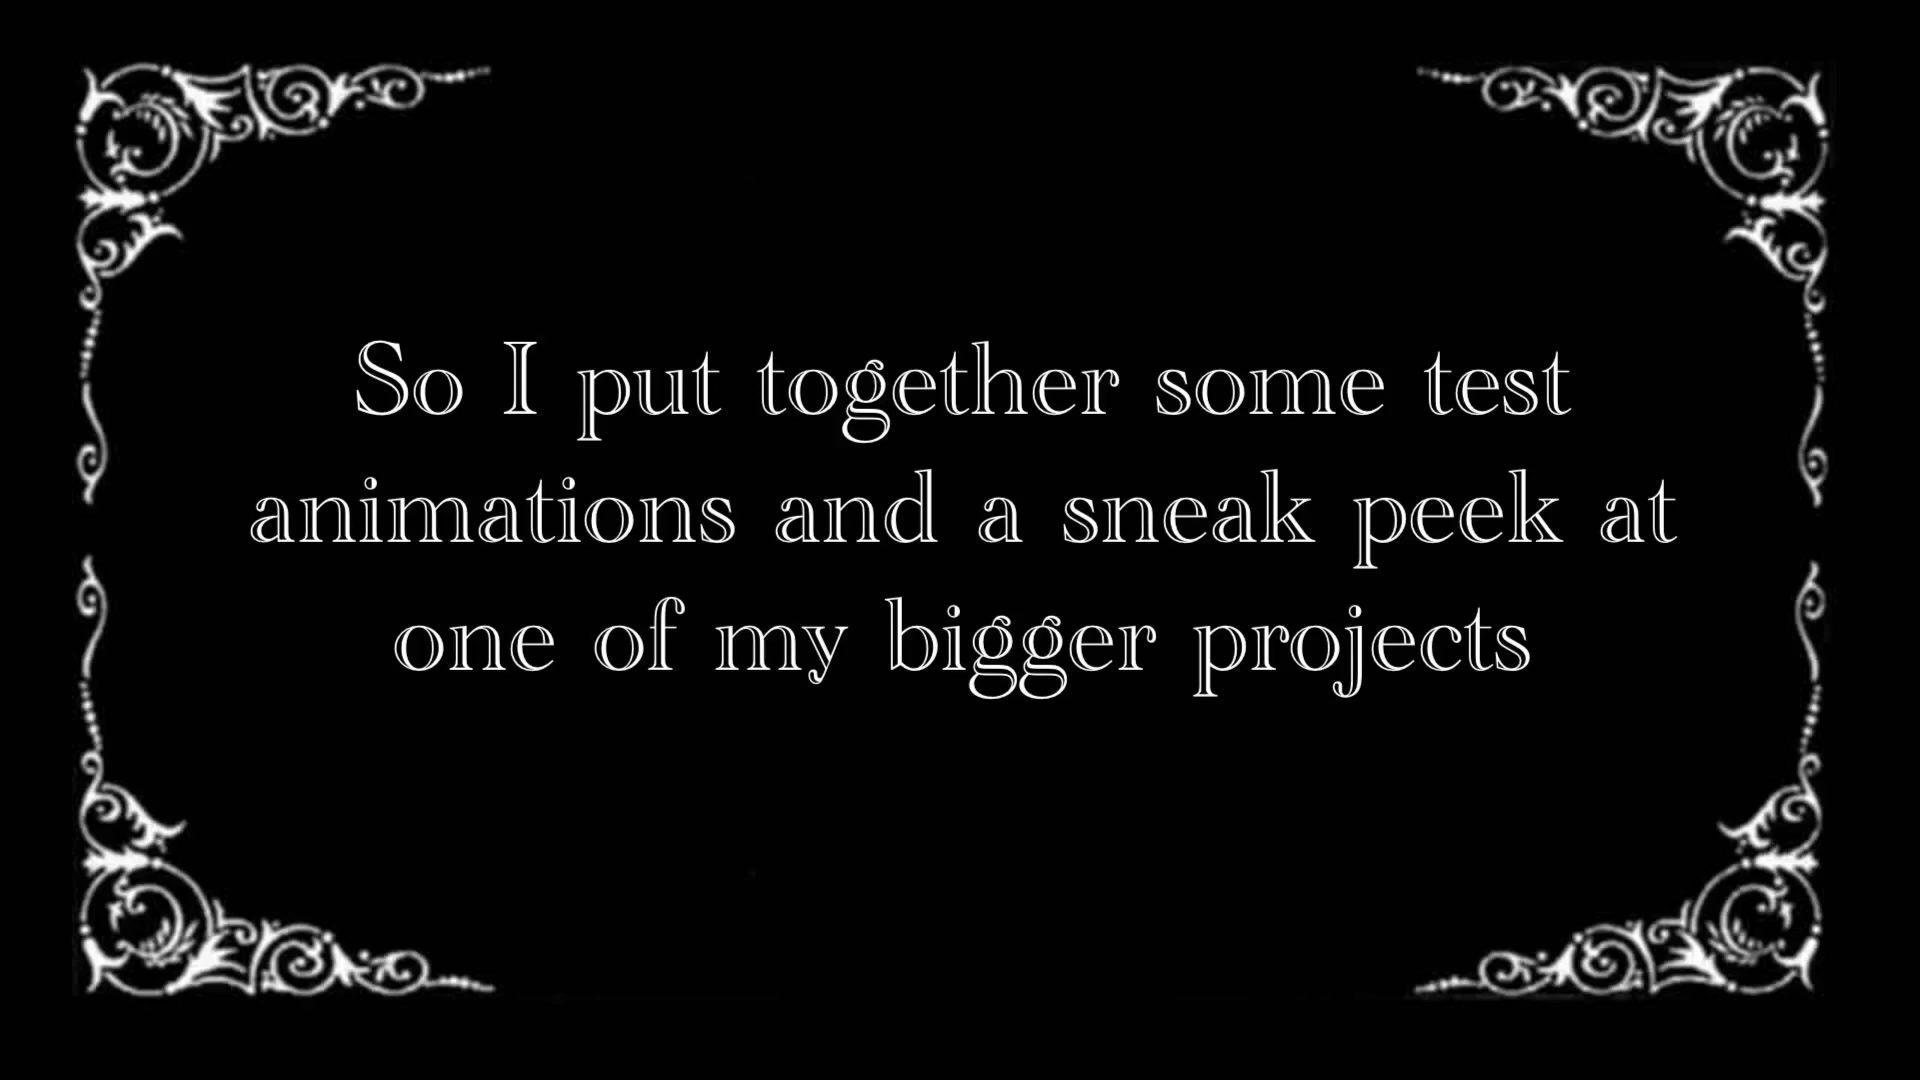 So I put together some test
animations and a sneak peek at
one of my bigger projects